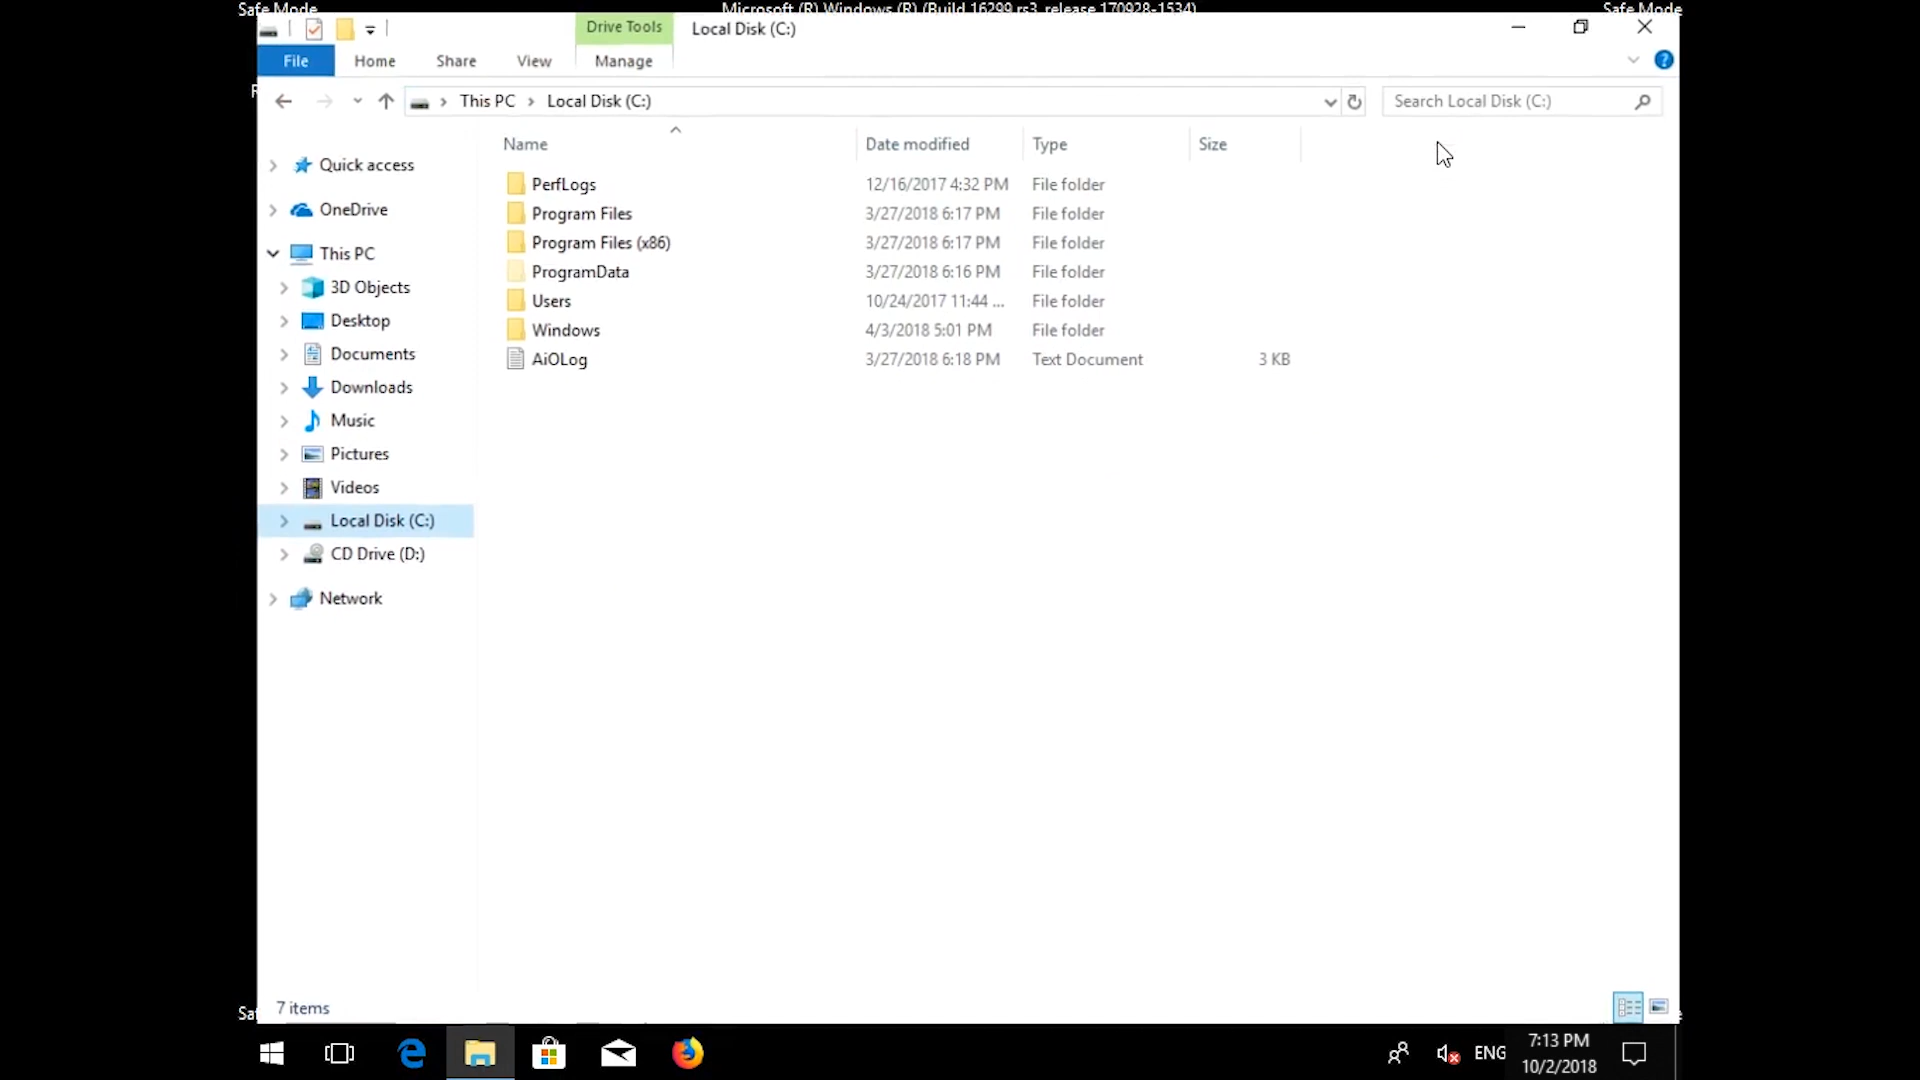 Safe Mode
Microsoft (R) Windows (R) (Build 16299.rs3_release.170928-1534)
Safe Mode
Drive Tools
Local Disk (C:)
File
Home
Share
View
Manage
This PC
Local Disk (C:)
Search Local Disk (C:)
Name
Date modified
Type
Size
Quick access
OneDrive
This PC
3D Objects
Desktop
Documents
Downloads
Music
Pictures
Videos
Local Disk (C:)
CD Drive (D:)
Network
PerfLogs 12/16/2017 4:32 PM File folder
Program Files 3/27/2018 6:17 PM File folder
Program Files (x86) 3/27/2018 6:17 PM File folder
ProgramData 3/27/2018 6:16 PM File folder
Users 10/24/2017 11:44 ... File folder
Windows 4/3/2018 5:01 PM File folder
AiOLog 3/27/2018 6:18 PM Text Document 3 KB
7 items
ENG
7:13 PM
10/2/2018